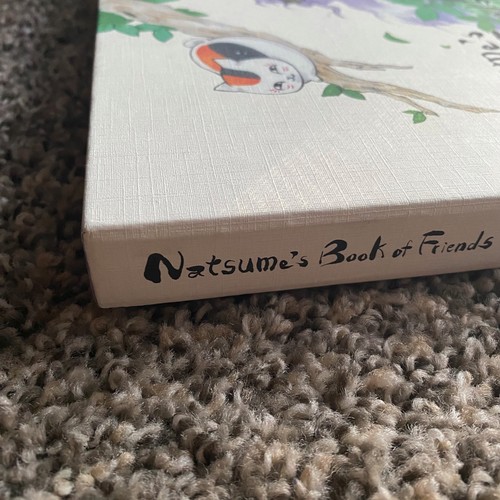 Natsume's Book of Friends